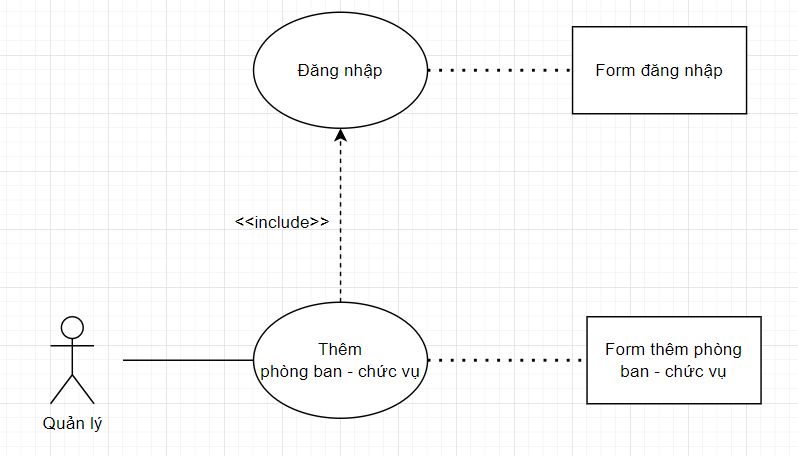 Đăng nhập
Form đăng nhập
<<include>>
Thêm
phòng ban - chức vụ
Form thêm phòng
ban - chức vụ
Quản lý